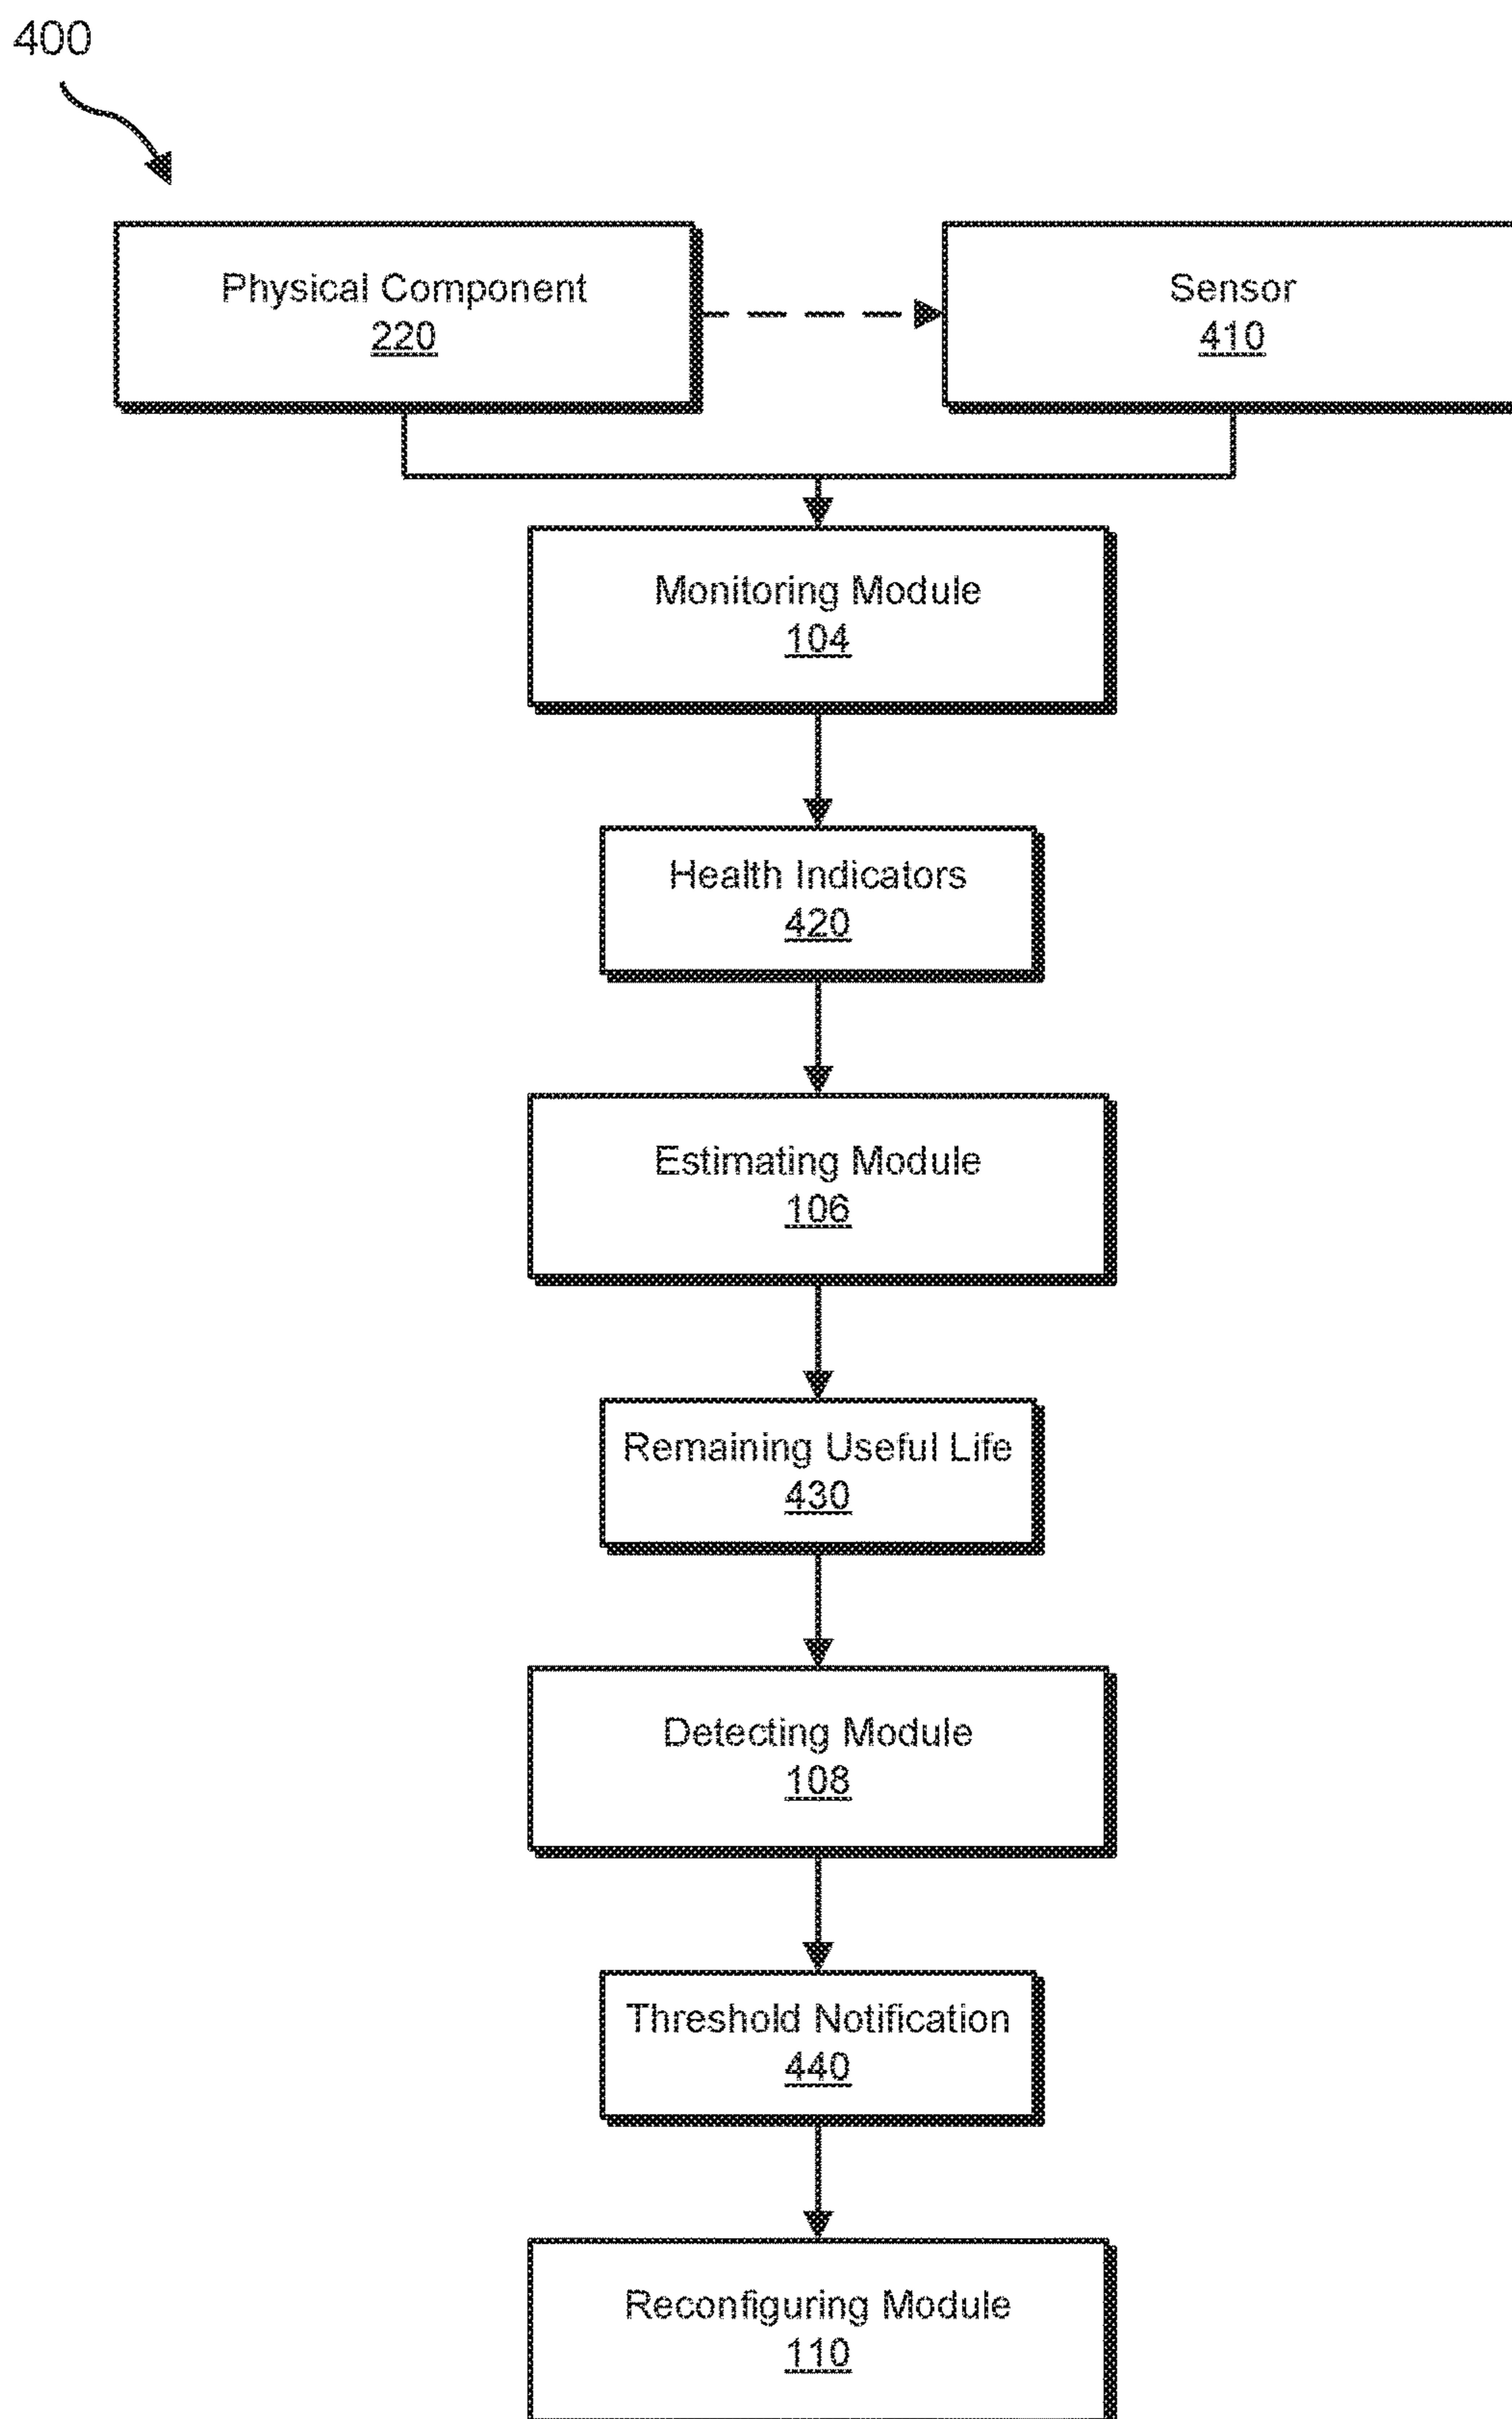 400
Physical Component
220
Sensor
410
Monitoring Module
104
Health Indicators
420
Estimating Module
106
Remaining Useful Life
430
Detecting Module
108
Threshold Notification
440
Reconfiguring Module
110